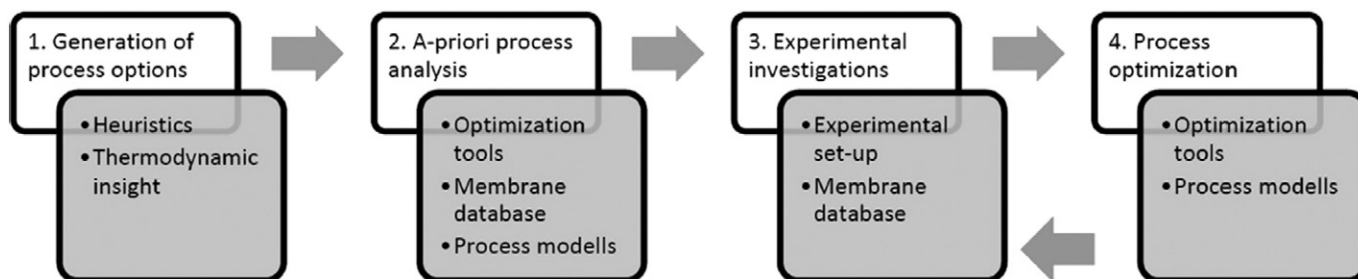 1. Generation of
process options
• Heuristics
• Thermodynamic
insight
2. A-priori process
analysis
• Optimization
tools
• Membrane
database
• Process modells
3. Experimental
investigations
• Experimental
set-up
• Membrane
database
4. Process
optimization
• Optimization
tools
• Process modells